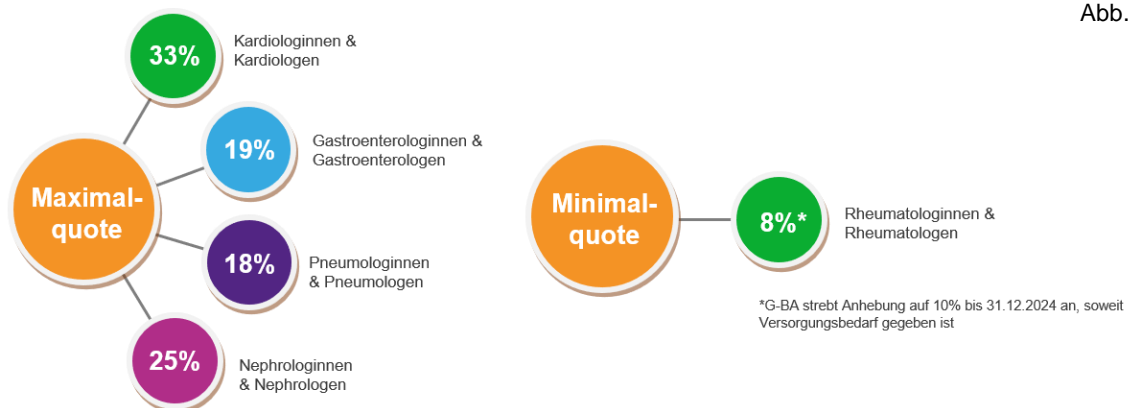 Abb.
33%
Kardiologinnen &
Kardiologen
19%
Gastroenterologinnen &
Gastroenterologen
Maximal-
quote
18%
Pneumologinnen
& Pneumologen
25%
Nephrologinnen
& Nephrologen
Minimal-
quote
8%*
Rheumatologinnen &
Rheumatologen
*G-BA strebt Anhebung auf 10% bis 31.12.2024 an, soweit
Versorgungsbedarf gegeben ist